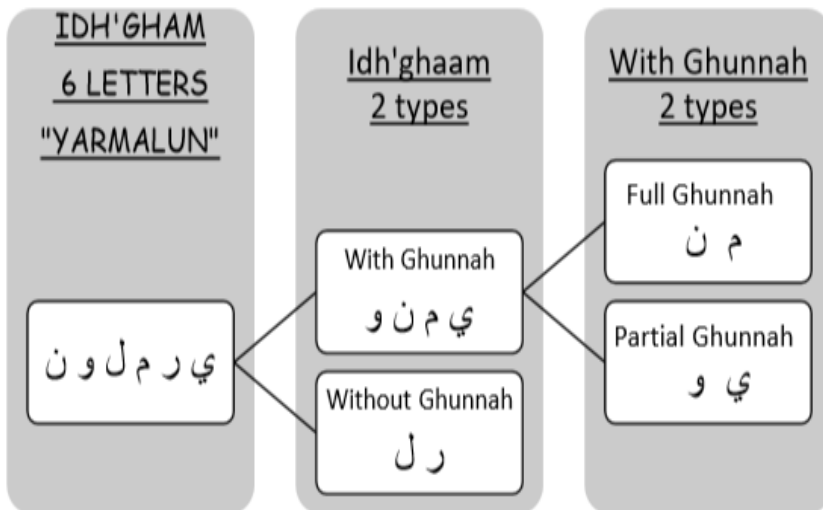 IDH'GHAM
6 LETTERS
"YARMALUN"
ي ر م ل و ن
Idh'ghaam
2 types
With Ghunnah
ي م ن و
Without Ghunnah
ر ل
With Ghunnah
2 types
Full Ghunnah
م ن
Partial Ghunnah
ي و